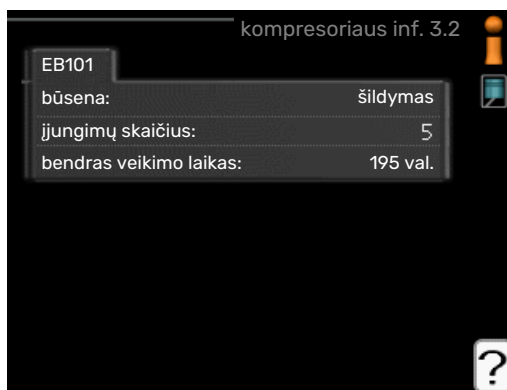 kompresoriaus inf. 3.2
EB101
būsena: šildymas
įjungimų skaičius: 5
bendras veikimo laikas: 195 val.
?